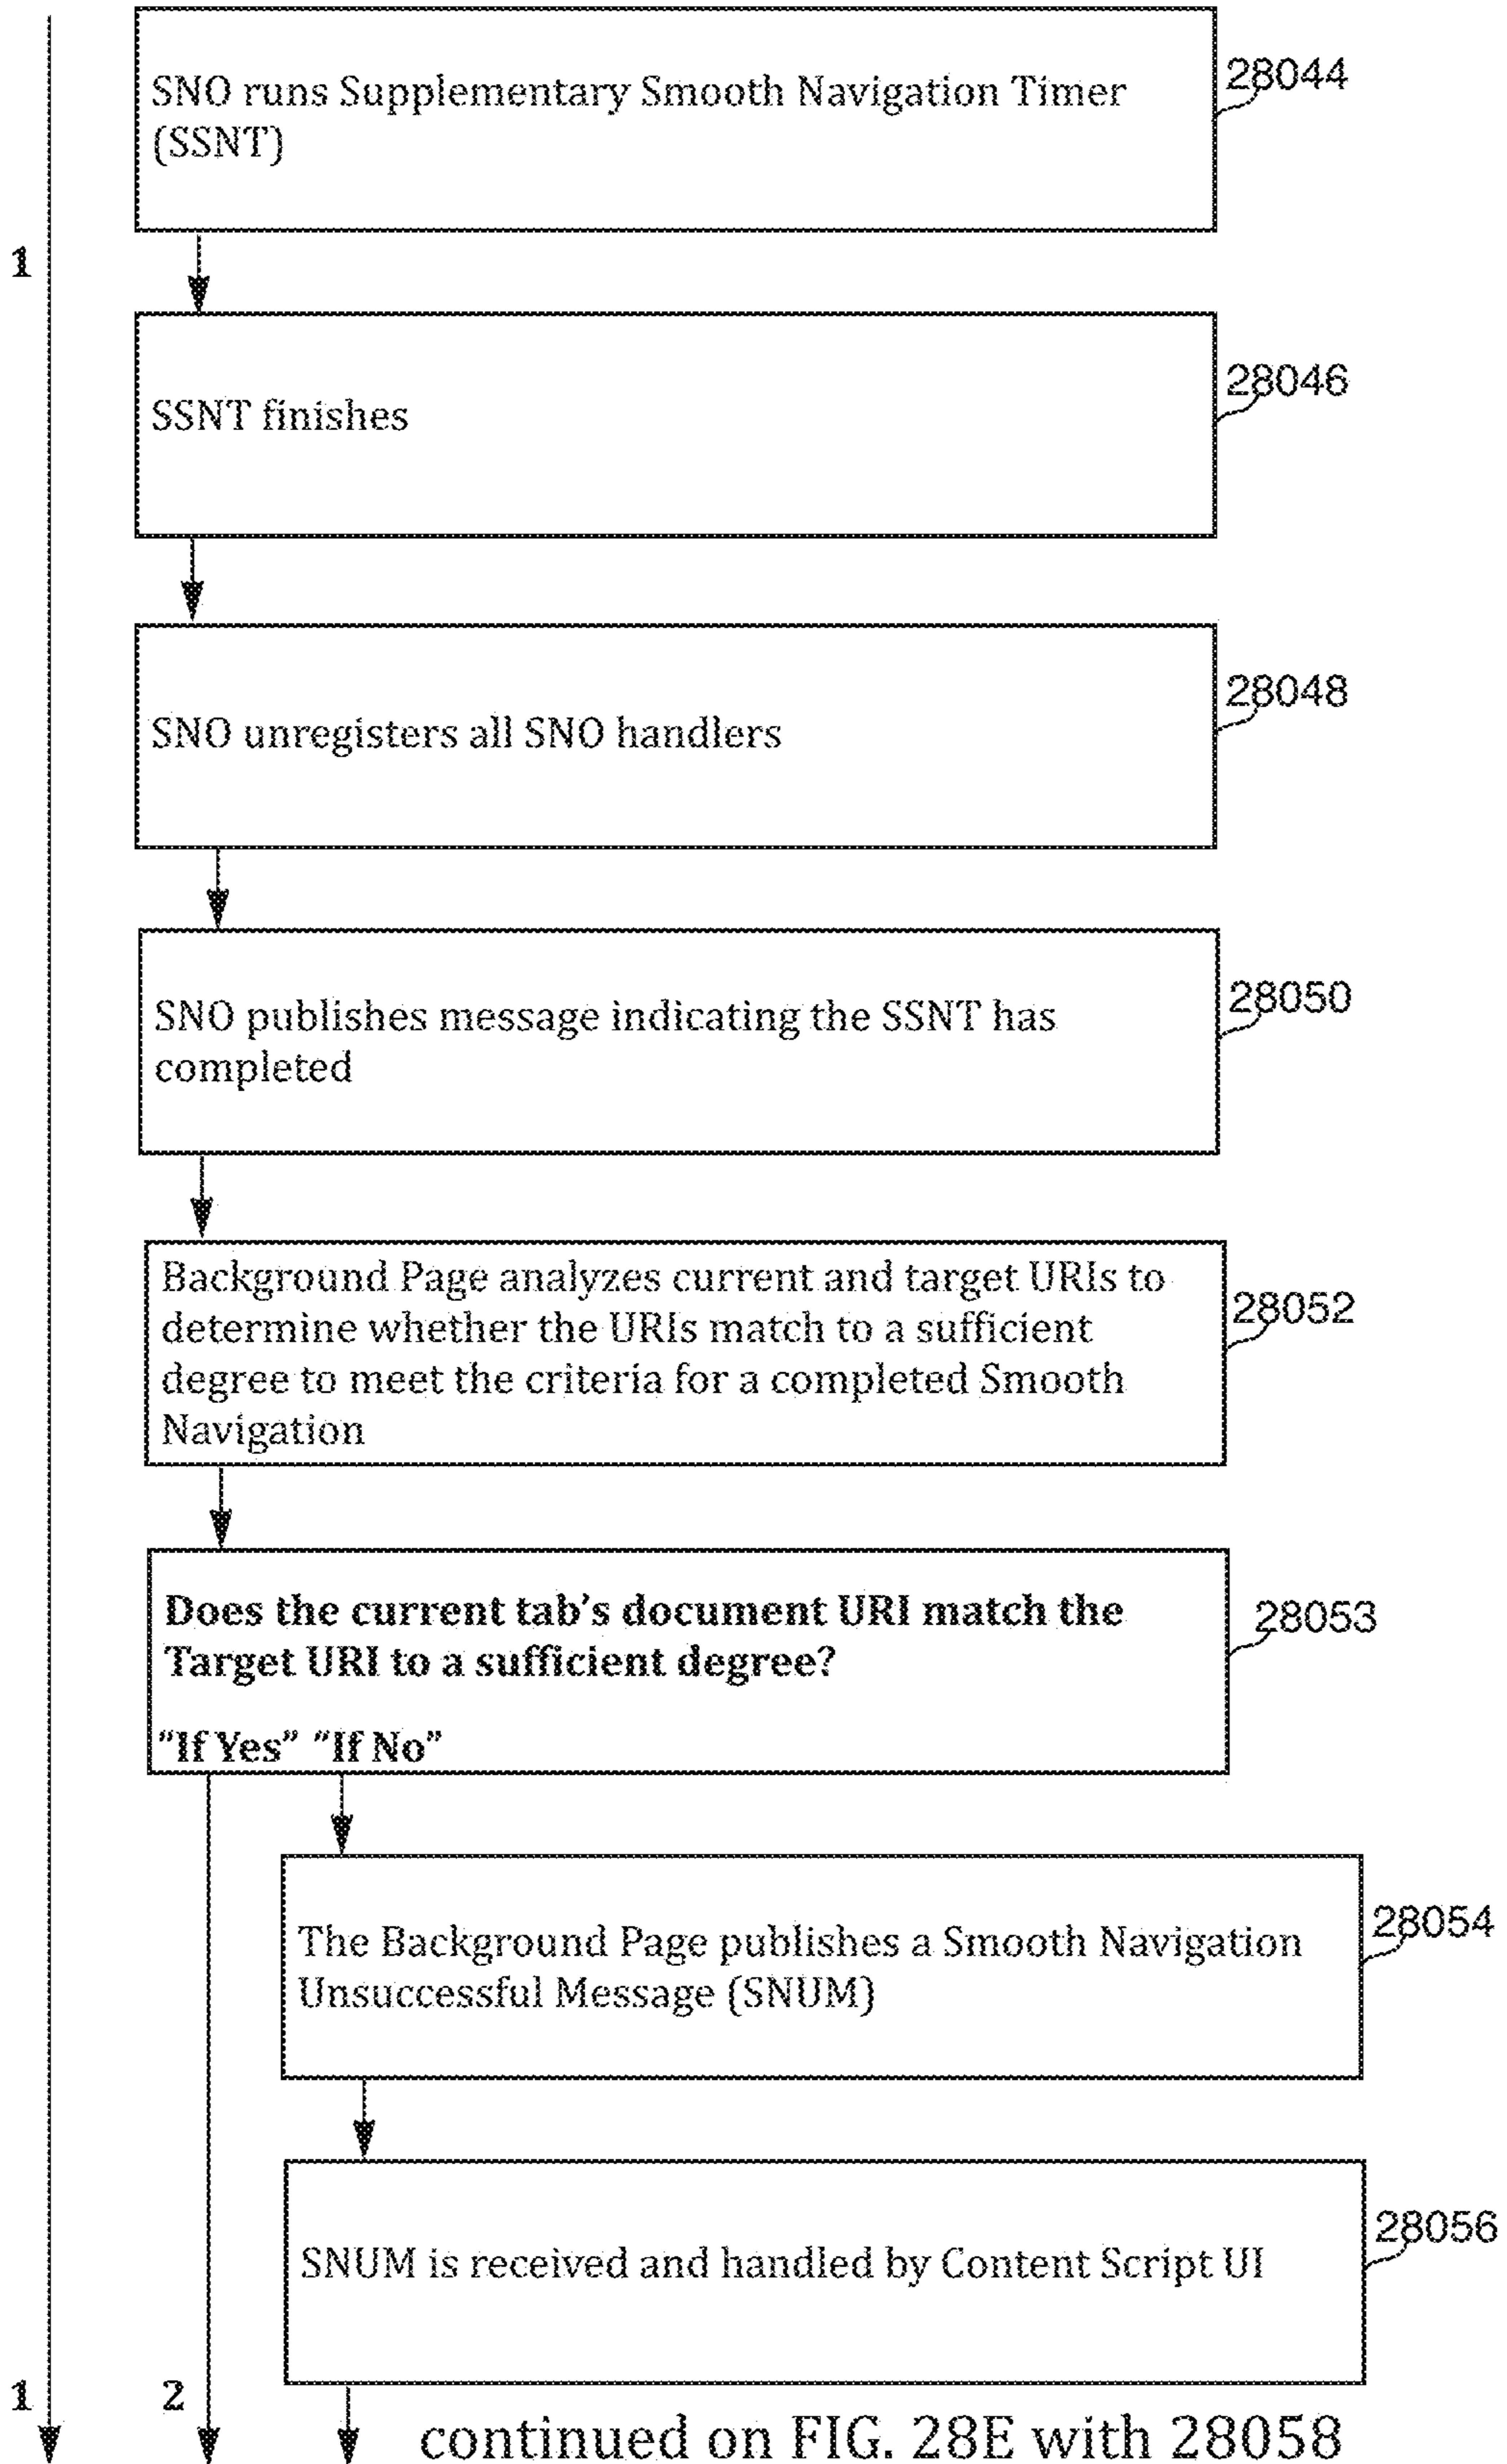 SNO runs Supplementary Smooth Navigation Timer
(SSNT)
28044
1
SSNT finishes
28046
SNO unregisters all SNO handlers
28048
SNO publishes message indicating the SSNT has
completed
28050
Background Page analyzes current and target URIs to
determine whether the URIs match to a sufficient
degree to meet the criteria for a completed Smooth
Navigation
28052
Does the current tab's document URI match the
Target URI to a sufficient degree?
"If Yes" "If No"
28053
The Background Page publishes a Smooth Navigation
Unsuccessful Message (SNUM)
28054
SNUM is received and handled by Content Script UI
28056
1
2
continued on FIG. 28E with 28058